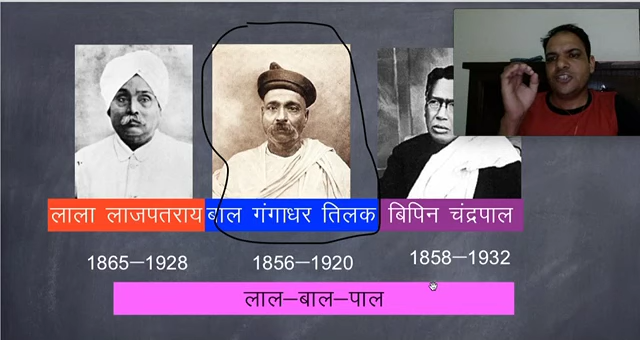 लाला लाजपतराय बाल गंगाधर तिलक बिपिन चंद्रपाल
1865–1928 1856–1920 1858–1932
लाल–बाल–पाल